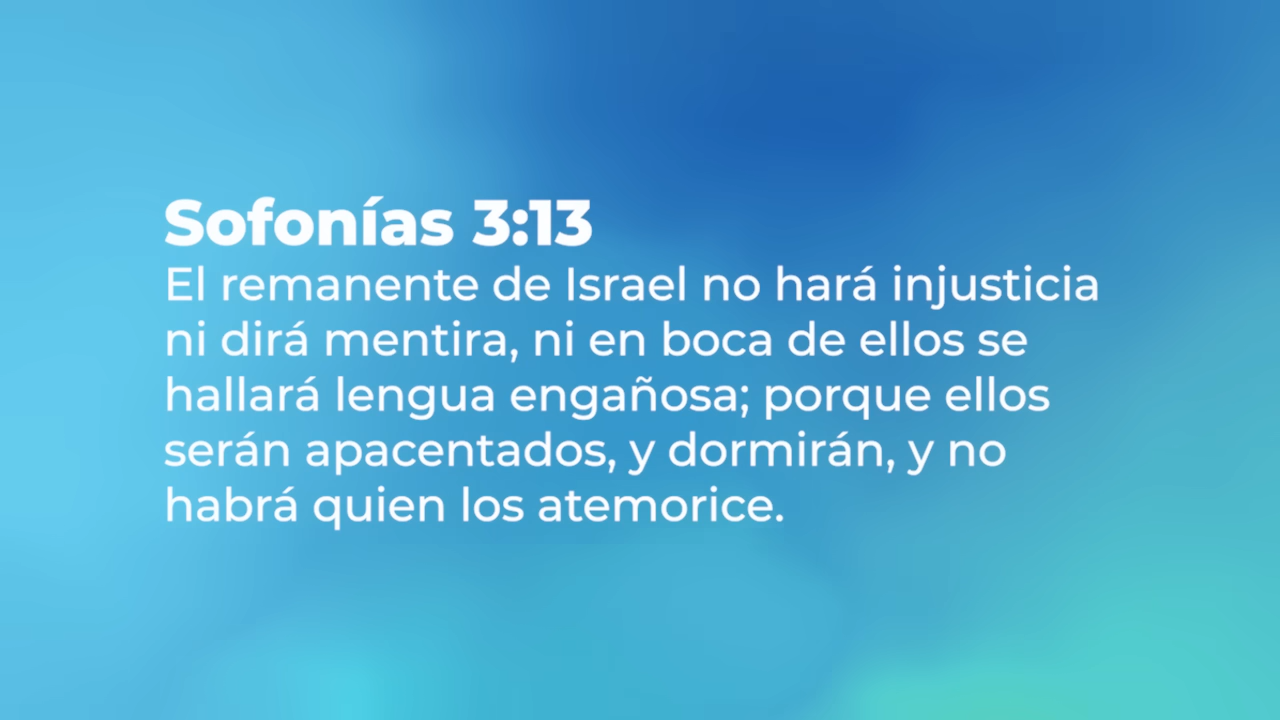 Sofonías 3:13
El remanente de Israel no hará injusticia
ni dirá mentira, ni en boca de ellos se
hallará lengua engañosa; porque ellos
serán apacentados, y dormirán, y no
habrá quien los atemorice.